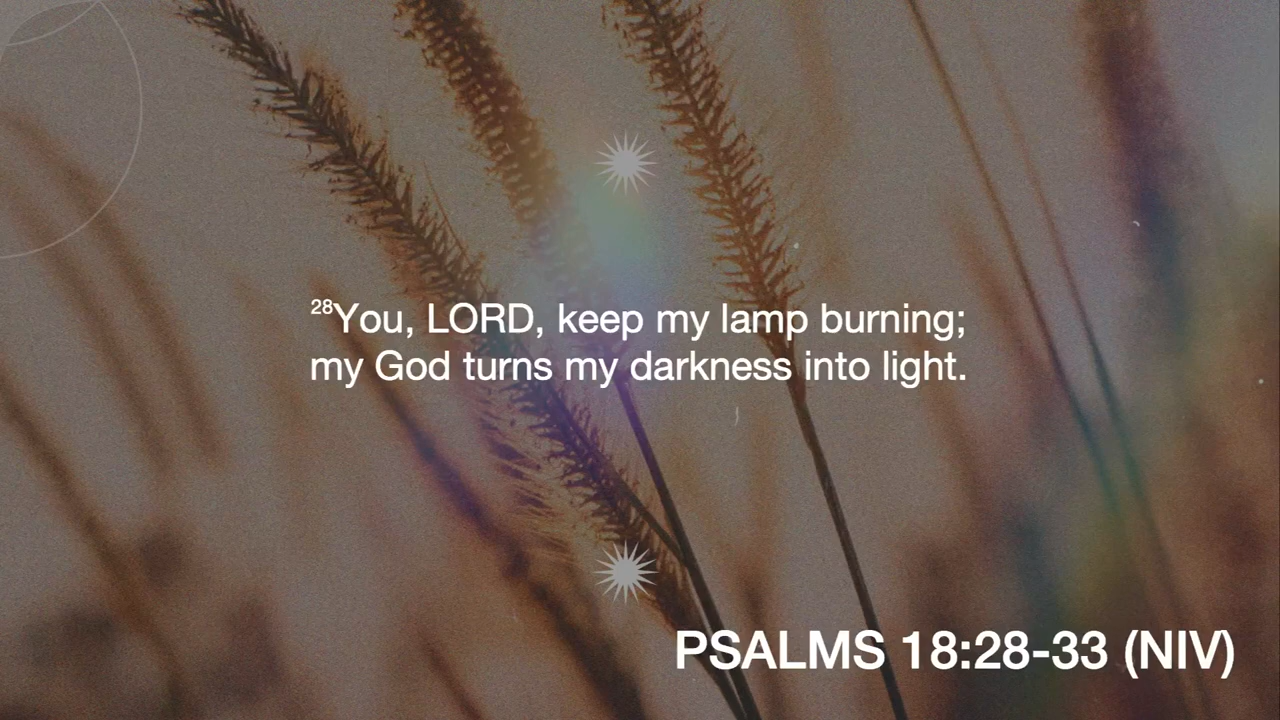 28You, LORD, keep my lamp burning;
my God turns my darkness into light.
PSALMS 18:28-33 (NIV)